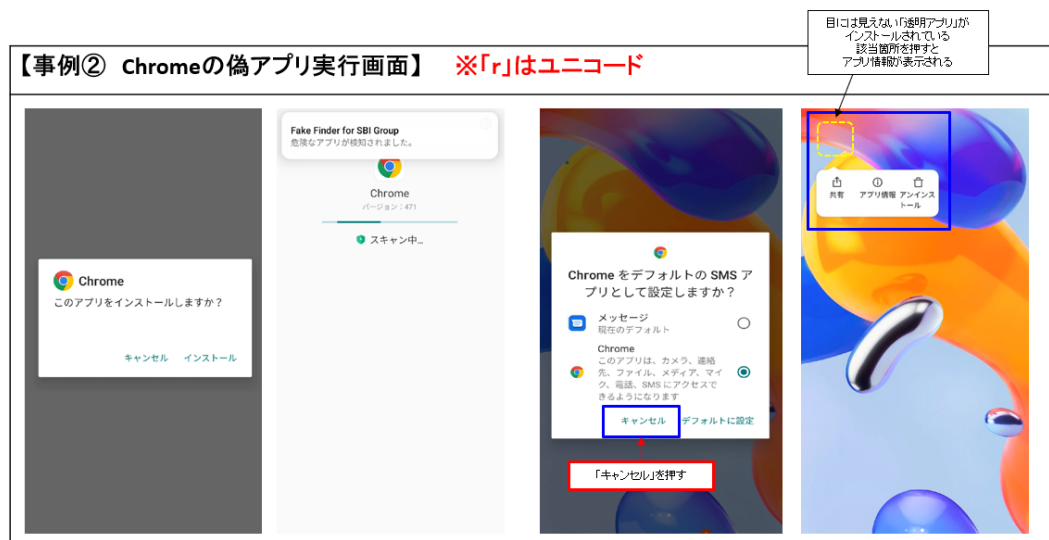 目には見えない「透明アプリ」が
インストールされている
該当箇所を押すと
アプリ情報が表示される
【事例② Chromeの偽アプリ実行画面】 ※「r」はユニコード
Chrome
このアプリをインストールしますか？
キャンセル インストール
Fake Finder for SBI Group
危険なアプリが検知されました。
Chrome
バージョン：471
スキャン中…
Chrome をデフォルトの SMS ア
プリとして設定しますか？
メッセージ
現在のデフォルト
Chrome
このアプリは、カメラ、連絡
先、ファイル、メディア、マイ
ク、電話、SMS にアクセスで
きるようになります
キャンセル デフォルトに設定
「キャンセル」を押す
共有 アプリ情報 アンインス
トール